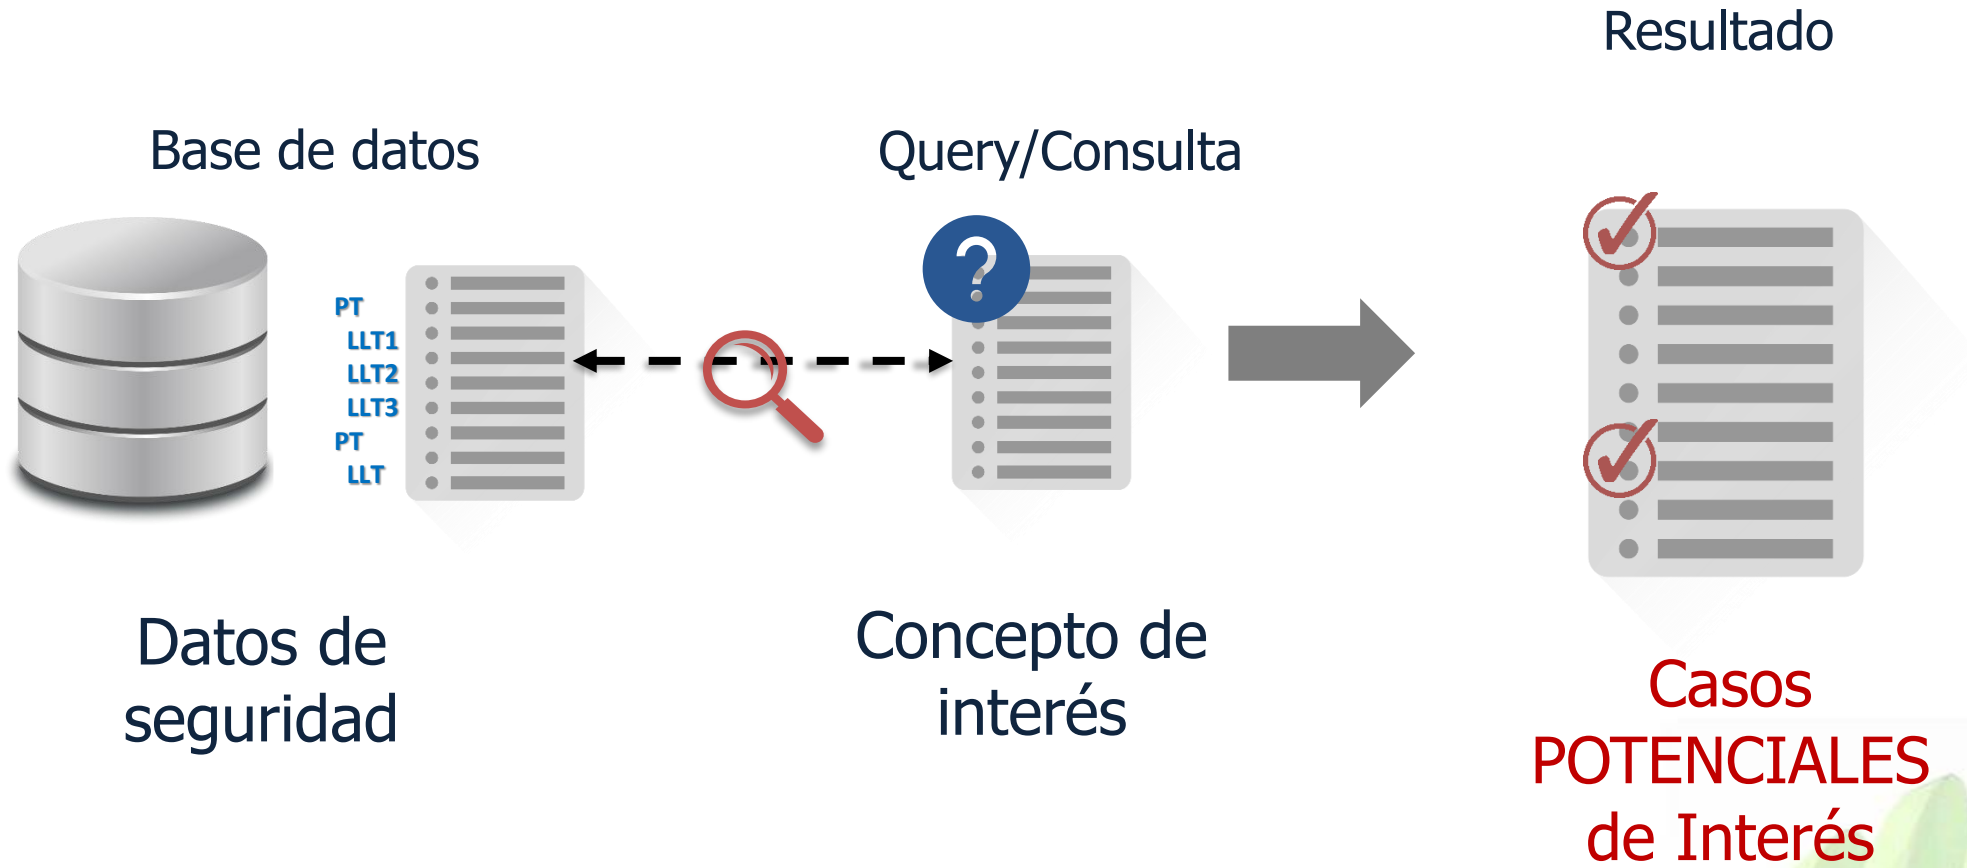 Resultado
Base de datos
Query/Consulta
?
PT
LLT1
LLT2
LLT3
PT
LLT
Datos de
seguridad
Concepto de
interés
Casos
POTENCIALES
de Interés